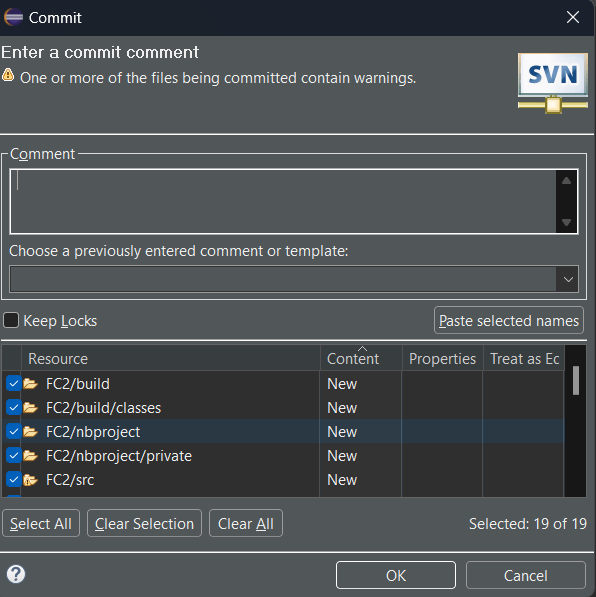 Commit
Enter a commit comment
One or more of the files being committed contain warnings.
SVN
Comment
Choose a previously entered comment or template:
Keep Locks
Paste selected names
Resource Content Properties Treat as Ec
FC2/build New
FC2/build/classes New
FC2/nbproject New
FC2/nbproject/private New
FC2/src New
Select All Clear Selection Clear All Selected: 19 of 19
? OK Cancel